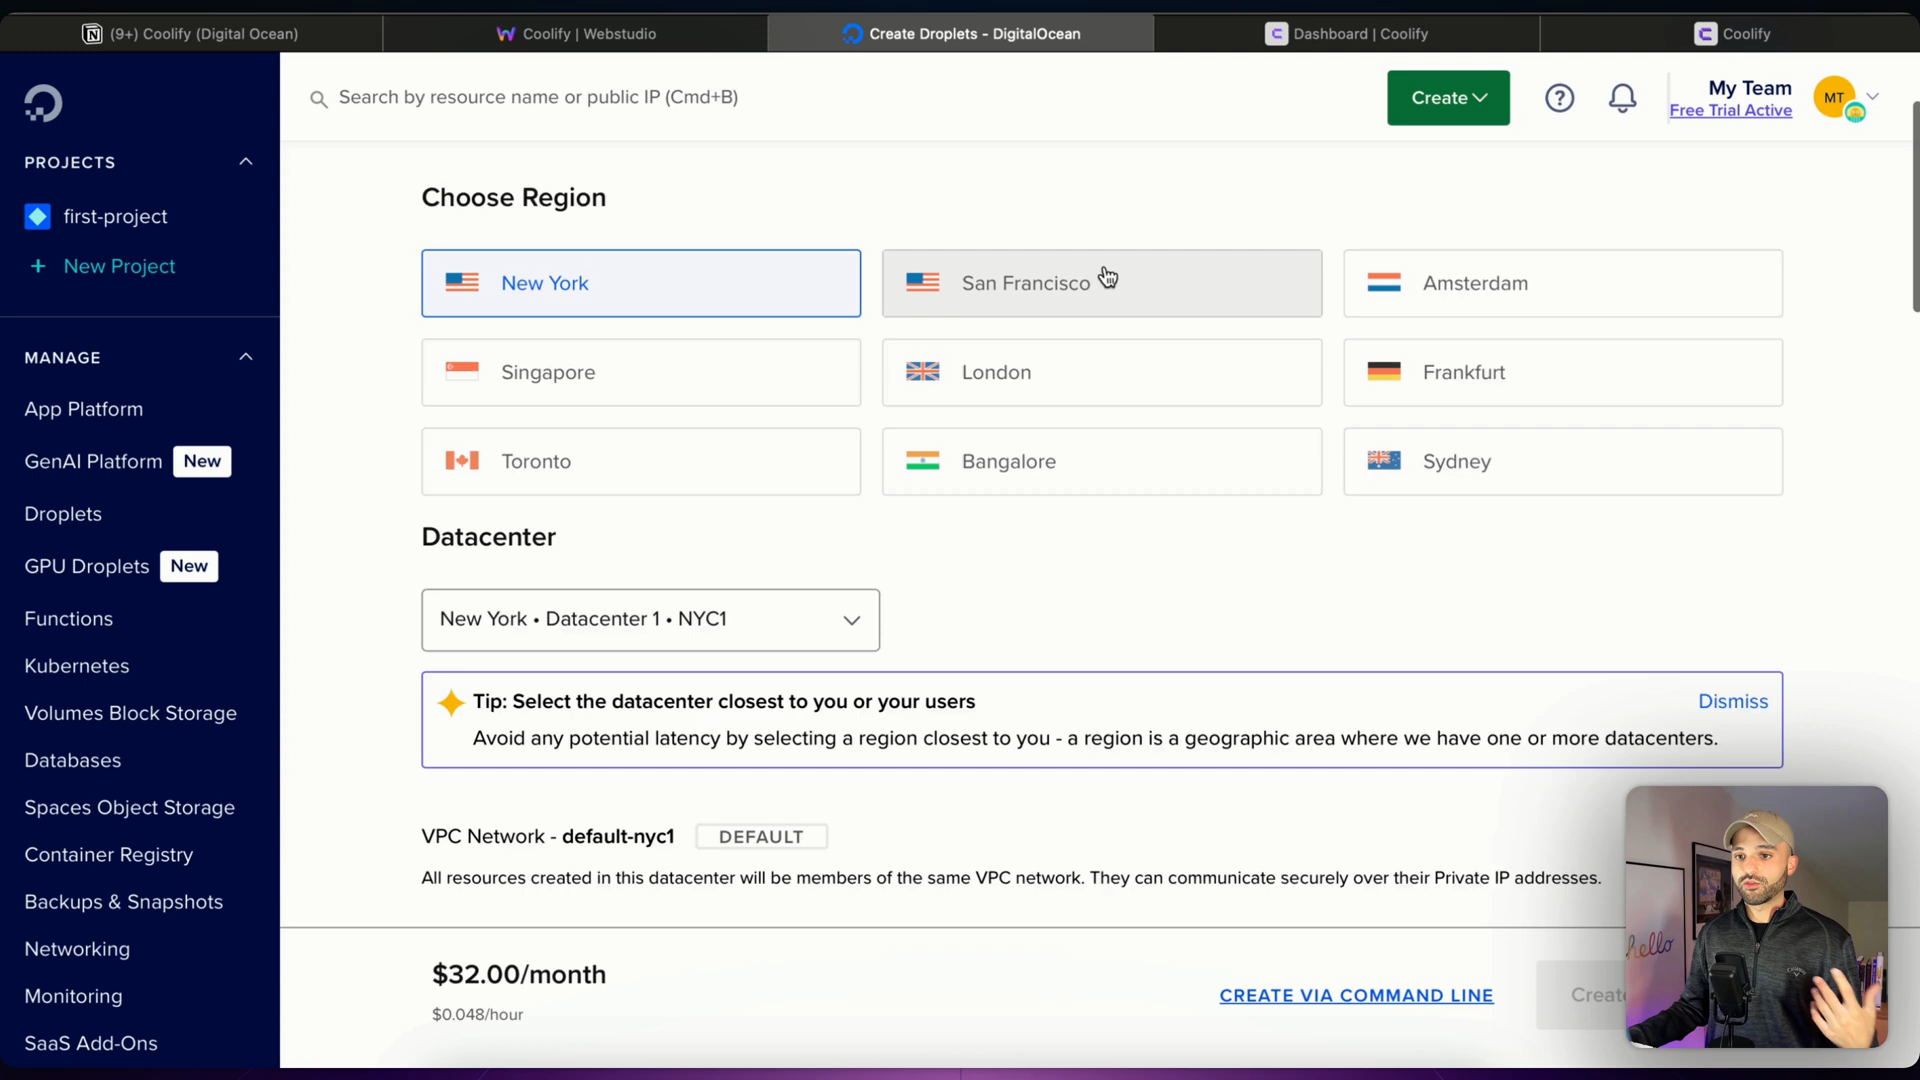 (9+) Coolify (Digital Ocean)
Coolify | Webstudio
Create Droplets - DigitalOcean
Dashboard | Coolify
Coolify
Search by resource name or public IP (Cmd+B)
Create
My Team
Free Trial Active
MT
PROJECTS
first-project
+ New Project
MANAGE
App Platform
GenAI Platform New
Droplets
GPU Droplets New
Functions
Kubernetes
Volumes Block Storage
Databases
Spaces Object Storage
Container Registry
Backups & Snapshots
Networking
Monitoring
SaaS Add-Ons
Choose Region
New York
San Francisco
Amsterdam
Singapore
London
Frankfurt
Toronto
Bangalore
Sydney
Datacenter
New York • Datacenter 1 • NYC1
Tip: Select the datacenter closest to you or your users
Dismiss
Avoid any potential latency by selecting a region closest to you - a region is a geographic area where we have one or more datacenters.
VPC Network - default-nyc1 DEFAULT
All resources created in this datacenter will be members of the same VPC network. They can communicate securely over their Private IP addresses.
$32.00/month
$0.048/hour
CREATE VIA COMMAND LINE
hello